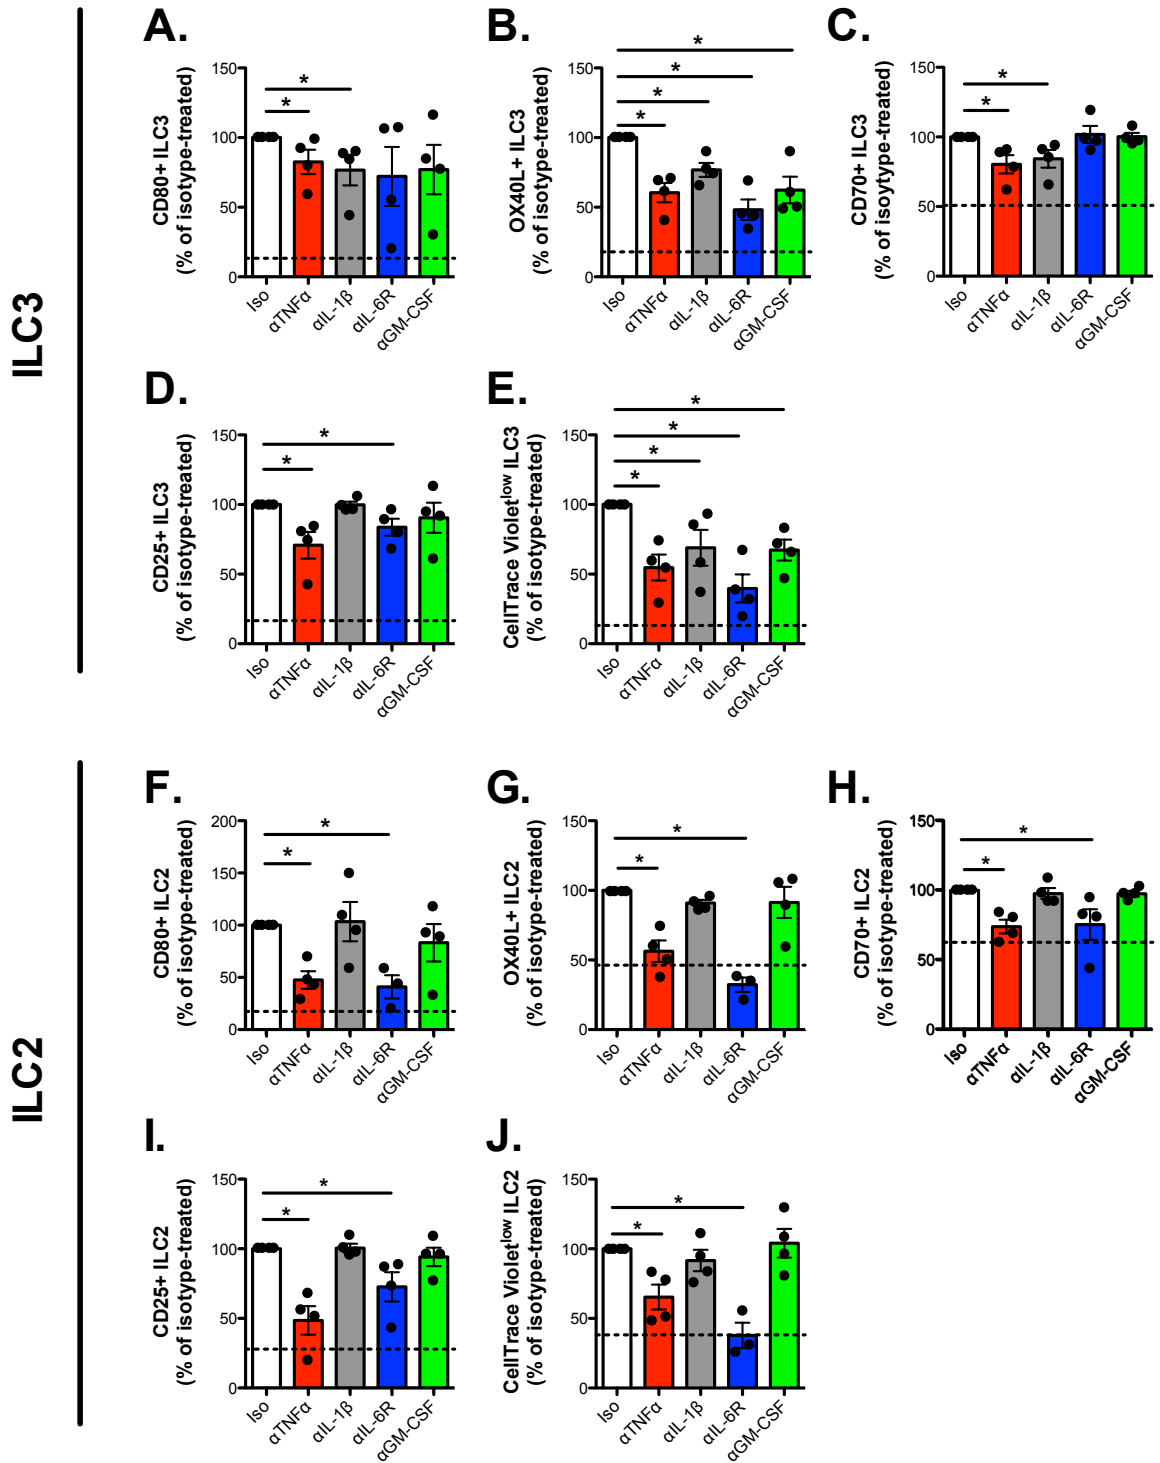 ILC3
A.
CD80+ ILC3
(% of isotype-treated)
150
100
50
0
*
*
Iso
αTNFα
αIL-1β
αIL-6R
αGM-CSF
B.
OX40L+ ILC3
(% of isotype-treated)
150
100
50
0
*
*
*
*
Iso
αTNFα
αIL-1β
αIL-6R
αGM-CSF
C.
CD70+ ILC3
(% of isoytype-treated)
150
100
50
0
*
*
Iso
αTNFα
αIL-1β
αIL-6R
αGM-CSF
D.
CD25+ ILC3
(% of isotype-treated)
150
100
50
0
*
*
Iso
αTNFα
αIL-1β
αIL-6R
αGM-CSF
E.
CellTrace Violetlow ILC3
(% of isotype-treated)
150
100
50
0
*
*
*
*
Iso
αTNFα
αIL-1β
αIL-6R
αGM-CSF
ILC2
F.
CD80+ ILC2
(% of isotype-treated)
200
150
100
50
0
*
*
Iso
αTNFα
αIL-1β
αIL-6R
αGM-CSF
G.
OX40L+ ILC2
(% of isotype-treated)
150
100
50
0
*
*
Iso
αTNFα
αIL-1β
αIL-6R
αGM-CSF
H.
CD70+ ILC2
(% of isotype-treated)
150
100
50
0
*
*
Iso
αTNFα
αIL-1β
αIL-6R
αGM-CSF
I.
CD25+ ILC2
(% of isotype-treated)
150
100
50
0
*
*
Iso
αTNFα
αIL-1β
αIL-6R
αGM-CSF
J.
CellTrace Violetlow ILC2
(% of isotype-treated)
150
100
50
0
*
*
Iso
αTNFα
αIL-1β
αIL-6R
αGM-CSF